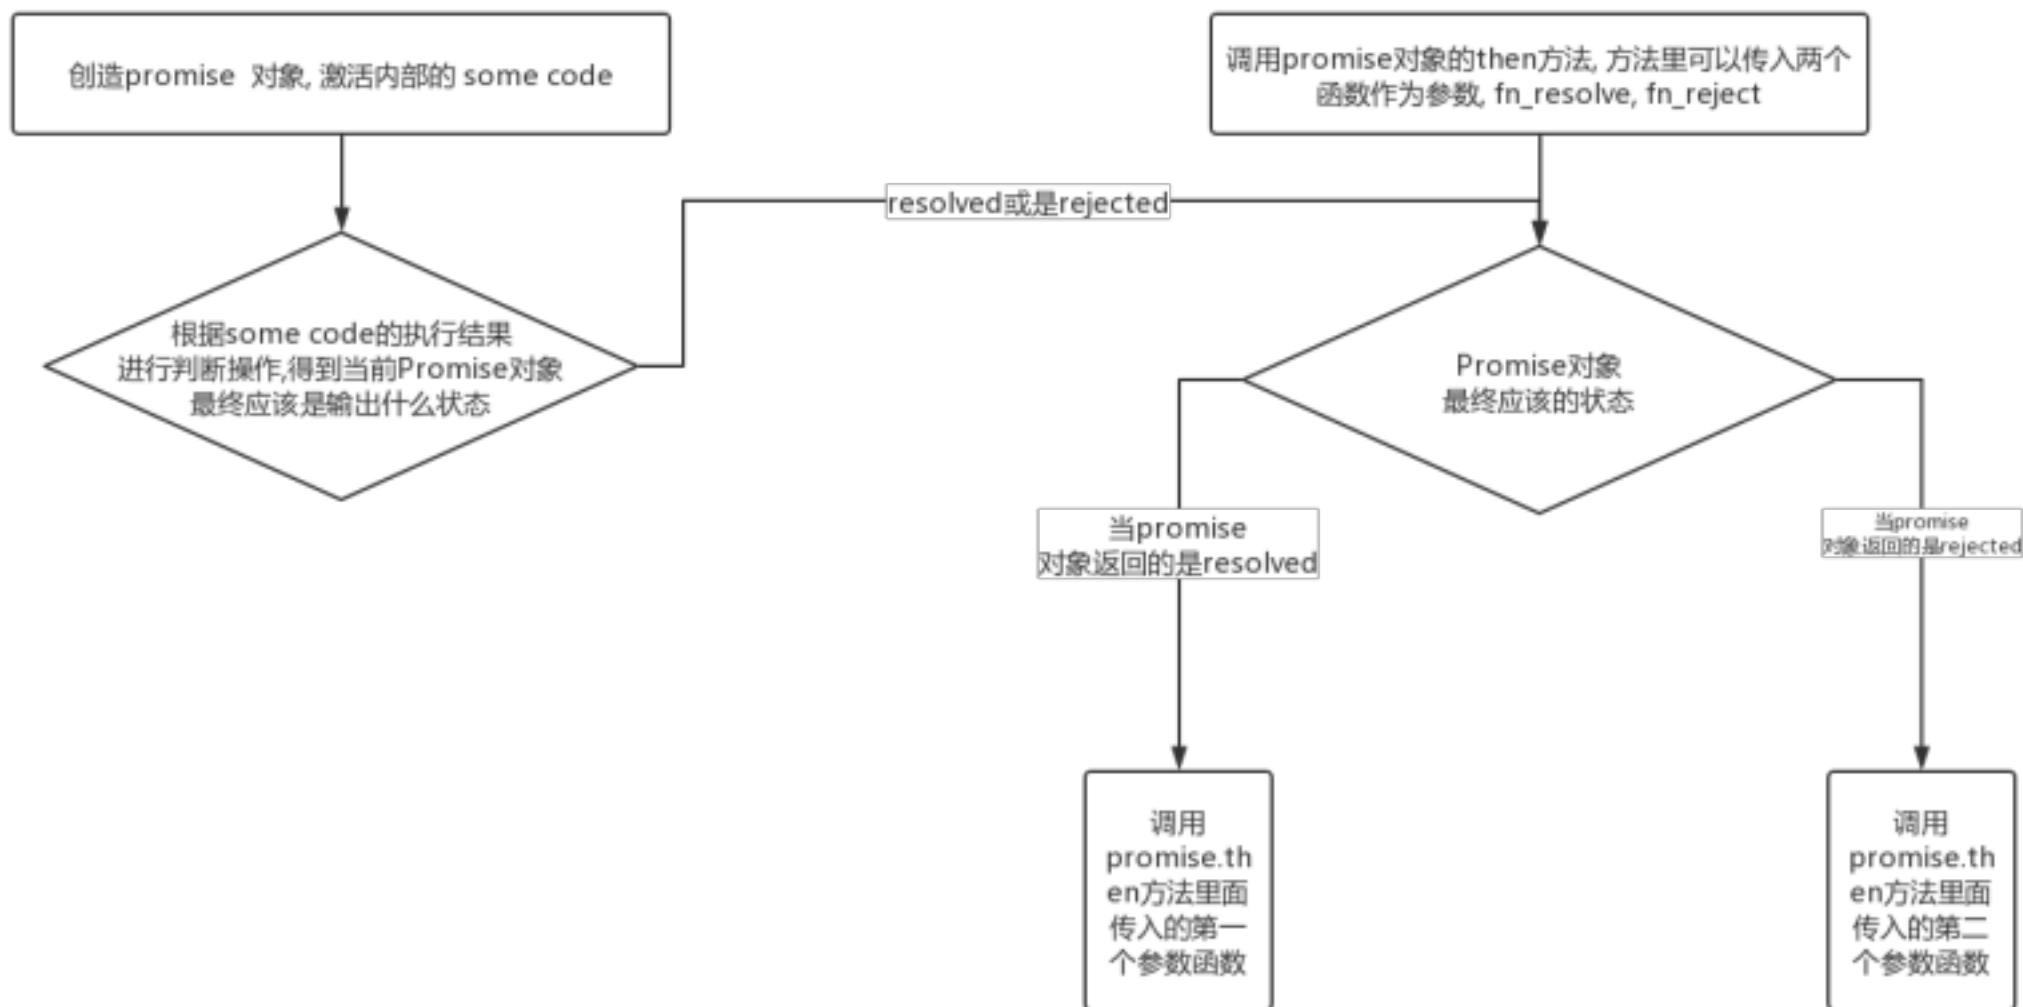 创造promise 对象, 激活内部的 some code
调用promise对象的then方法, 方法里可以传入两个
函数作为参数, fn_resolve, fn_reject
resolved或是rejected
根据some code的执行结果
进行判断操作,得到当前Promise对象
最终应该是输出什么状态
Promise对象
最终应该的状态
当promise
对象返回的是resolved
当promise
对象返回的是rejected
调用
promise.th
en方法里面
传入的第一
个参数函数
调用
promise.th
en方法里面
传入的第二
个参数函数